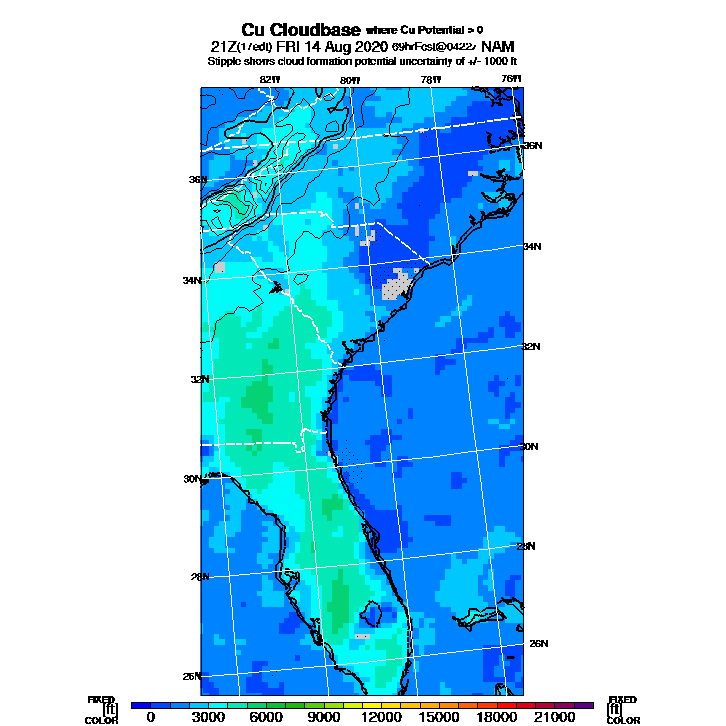 Cu Cloudbase where Cu Potential > 0
21Z(17edt) FRI 14 Aug 2020 69hrFcst@0422z NAM
Stipple shows cloud formation potential uncertainty of +/- 1000 ft
82W 80W 78W 76W
36N 36N
34N 34N
32N 32N
30N 30N
28N 28N
26N 26N
FIXED FIXED
[ft] [ft]
COLOR COLOR
0 3000 6000 9000 12000 15000 18000 21000